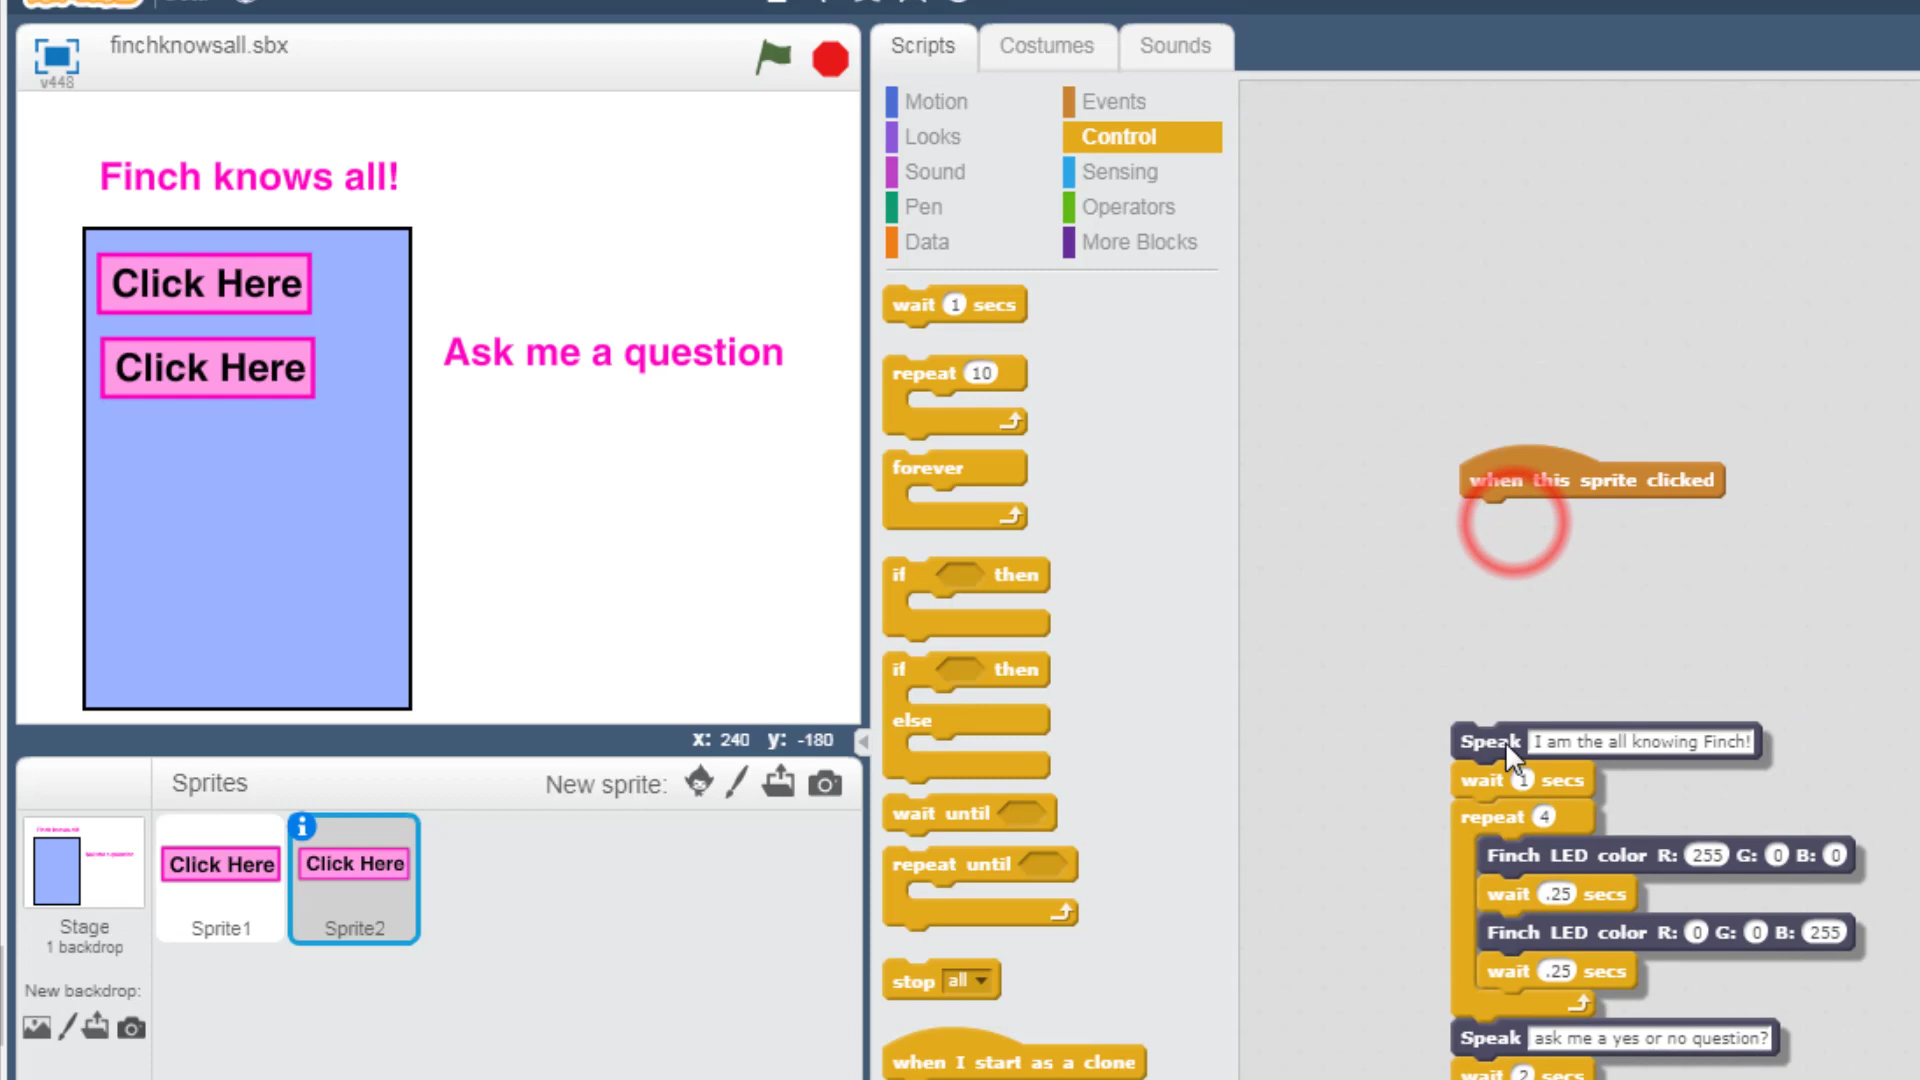 finchknowsall.sbx
v448
Finch knows all!
Click Here
Click Here
Ask me a question
x: 240 y: -180
Sprites
New sprite:
Click Here
Sprite1
Click Here
Sprite2
Stage
1 backdrop
New backdrop:
Scripts
Costumes
Sounds
Motion
Events
Looks
Control
Sound
Sensing
Pen
Operators
Data
More Blocks
wait 1 secs
repeat 10
forever
if then
if then
else
wait until
repeat until
stop all
when I start as a clone
when this sprite clicked
Speak I am the all knowing Finch!
wait 1 secs
repeat 4
Finch LED color R: 255 G: 0 B: 0
wait .25 secs
Finch LED color R: 0 G: 0 B: 255
wait .25 secs
Speak ask me a yes or no question?
wait 2 secs